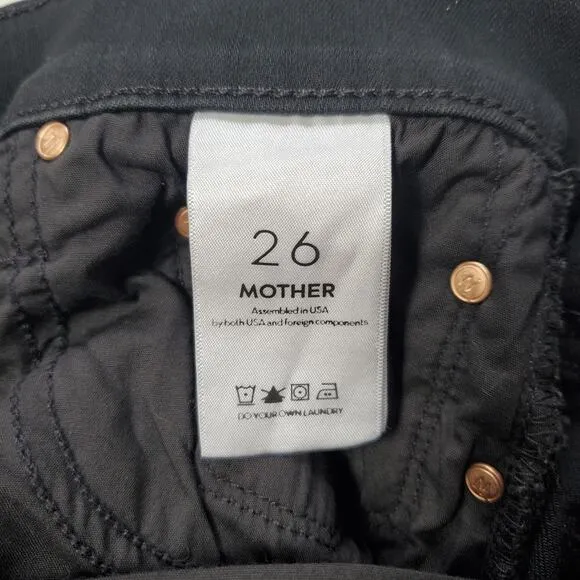 26
MOTHER
Assembled in USA
by both USA and foreign components
DO YOUR OWN LAUNDRY